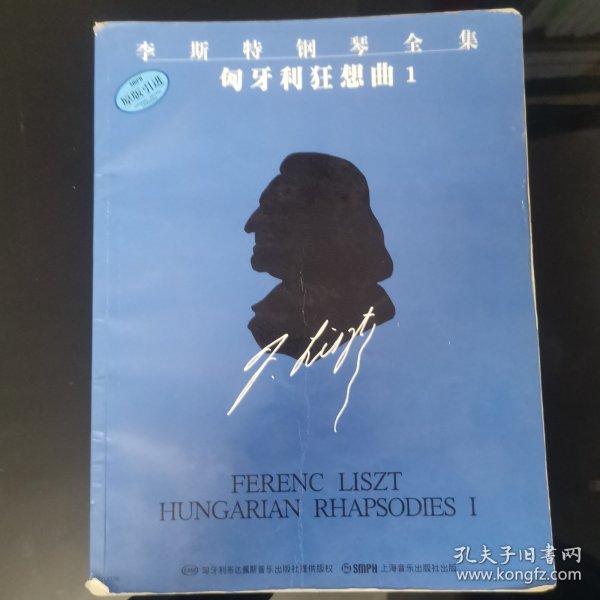 李斯特钢琴全集
匈牙利狂想曲1
SMPH
原版引进
F. Liszt
FERENC LISZT
HUNGARIAN RHAPSODIES I
EMB 匈牙利布达佩斯音乐出版社提供版权 SMPH 上海音乐出版社出版
孔夫子旧书网
www.kongfz.com